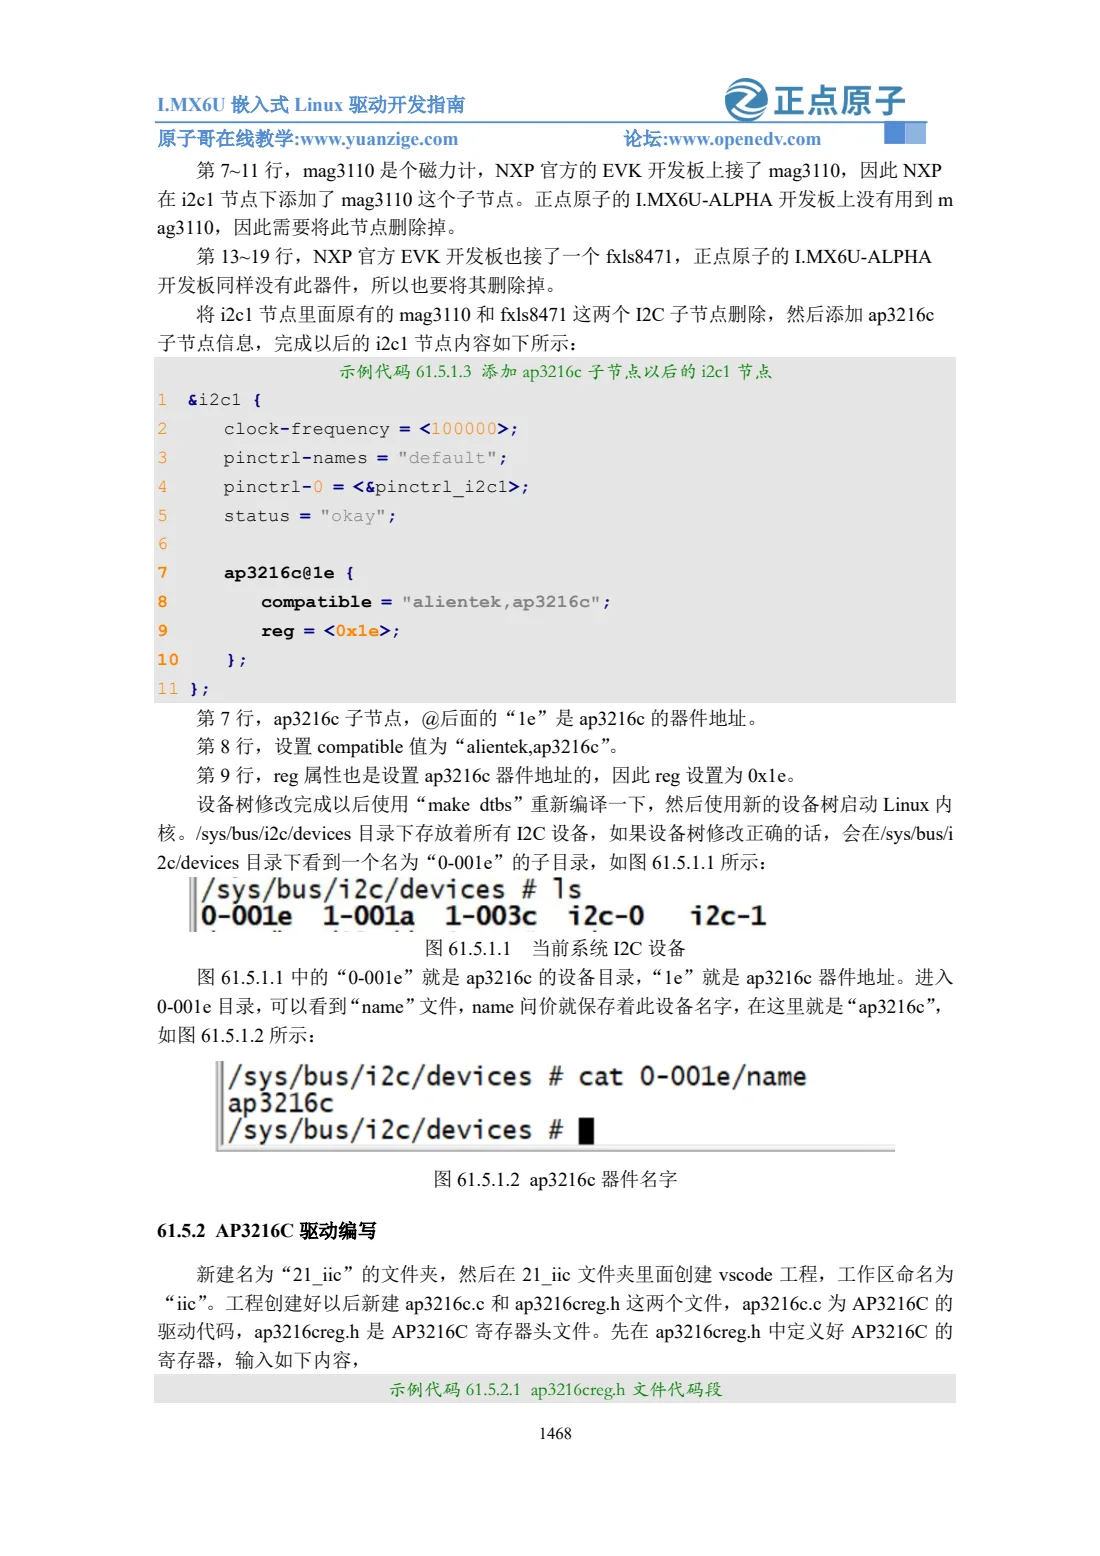 I.MX6U 嵌入式 Linux 驱动开发指南
正点原子
原子哥在线教学:www.yuanzige.com 论坛:www.openedv.com
第 7~11 行，mag3110 是个磁力计，NXP 官方的 EVK 开发板上接了 mag3110，因此 NXP
在 i2c1 节点下添加了 mag3110 这个子节点。正点原子的 I.MX6U-ALPHA 开发板上没有用到 m
ag3110，因此需要将此节点删除掉。
第 13~19 行，NXP 官方 EVK 开发板也接了一个 fxls8471，正点原子的 I.MX6U-ALPHA
开发板同样没有此器件，所以也要将其删除掉。
将 i2c1 节点里面原有的 mag3110 和 fxls8471 这两个 I2C 子节点删除，然后添加 ap3216c
子节点信息，完成以后的 i2c1 节点内容如下所示：
示例代码 61.5.1.3 添加 ap3216c 子节点以后的 i2c1 节点
1 &i2c1 {
2 clock-frequency = <100000>;
3 pinctrl-names = "default";
4 pinctrl-0 = <&pinctrl_i2c1>;
5 status = "okay";
6
7 ap3216c@1e {
8 compatible = "alientek,ap3216c";
9 reg = <0x1e>;
10 };
11 };
第 7 行，ap3216c 子节点，@后面的“1e”是 ap3216c 的器件地址。
第 8 行，设置 compatible 值为“alientek,ap3216c”。
第 9 行，reg 属性也是设置 ap3216c 器件地址的，因此 reg 设置为 0x1e。
设备树修改完成以后使用“make dtbs”重新编译一下，然后使用新的设备树启动 Linux 内
核。/sys/bus/i2c/devices 目录下存放着所有 I2C 设备，如果设备树修改正确的话，会在/sys/bus/i
2c/devices 目录下看到一个名为“0-001e”的子目录，如图 61.5.1.1 所示：
/sys/bus/i2c/devices # ls
0-001e 1-001a 1-003c i2c-0 i2c-1
图 61.5.1.1 当前系统 I2C 设备
图 61.5.1.1 中的“0-001e”就是 ap3216c 的设备目录，“1e”就是 ap3216c 器件地址。进入
0-001e 目录，可以看到“name”文件，name 问价就保存着此设备名字，在这里就是“ap3216c”，
如图 61.5.1.2 所示：
/sys/bus/i2c/devices # cat 0-001e/name
ap3216c
/sys/bus/i2c/devices #
图 61.5.1.2 ap3216c 器件名字
61.5.2 AP3216C 驱动编写
新建名为“21_iic”的文件夹，然后在 21_iic 文件夹里面创建 vscode 工程，工作区命名为
“iic”。工程创建好以后新建 ap3216c.c 和 ap3216creg.h 这两个文件，ap3216c.c 为 AP3216C 的
驱动代码，ap3216creg.h 是 AP3216C 寄存器头文件。先在 ap3216creg.h 中定义好 AP3216C 的
寄存器，输入如下内容，
示例代码 61.5.2.1 ap3216creg.h 文件代码段
1468